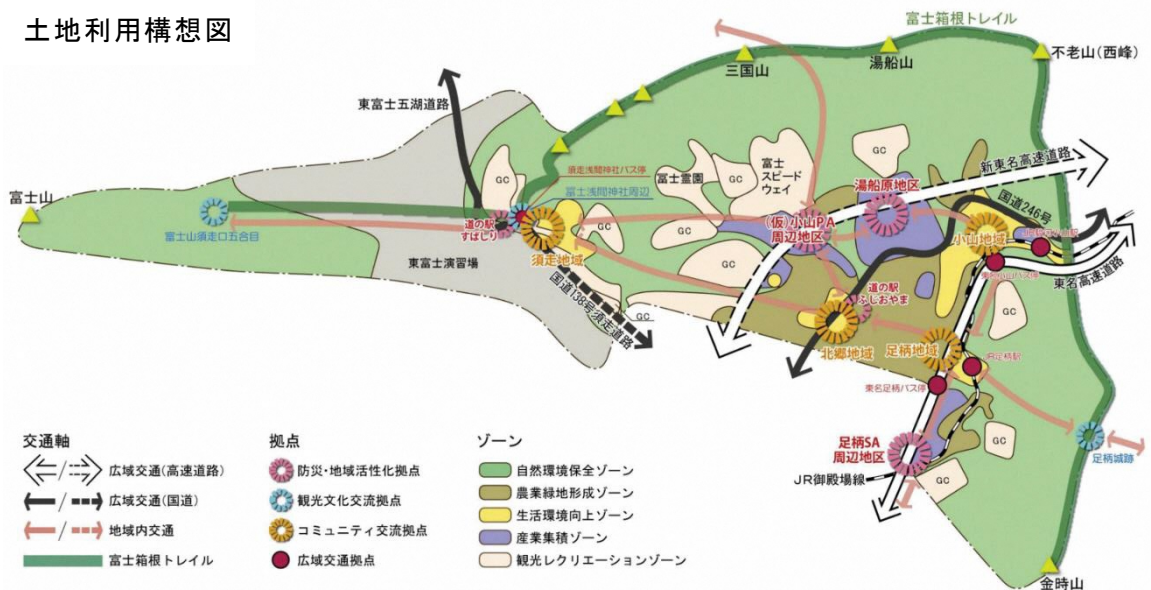 土地利用構想図
富士箱根トレイル
三国山
湯船山
不老山(西峰)
東富士五湖道路
富士山
富士山須走口五合目
東富士演習場
GC
須走浅間神社バス停
冨士浅間神社周辺
道の駅
すばしり
須走地域
国道138号須走道路
GC
GC
GC
冨士霊園
GC
富士
スピード
ウェイ
GC
GC
新東名高速道路
湯船原地区
(仮)小山PA
周辺地区
国道246号
小山地域
東名高速道路
GC
道の駅
ふじおやま
北郷地域
足柄地域
JR足柄駅
東名足柄バス停
足柄SA
周辺地区
JR御殿場線
GC
GC
足柄城跡
金時山
交通軸
広域交通(高速道路)
広域交通(国道)
地域内交通
富士箱根トレイル
拠点
防災・地域活性化拠点
観光文化交流拠点
コミュニティ交流拠点
広域交通拠点
ゾーン
自然環境保全ゾーン
農業緑地形成ゾーン
生活環境向上ゾーン
産業集積ゾーン
観光レクリエーションゾーン